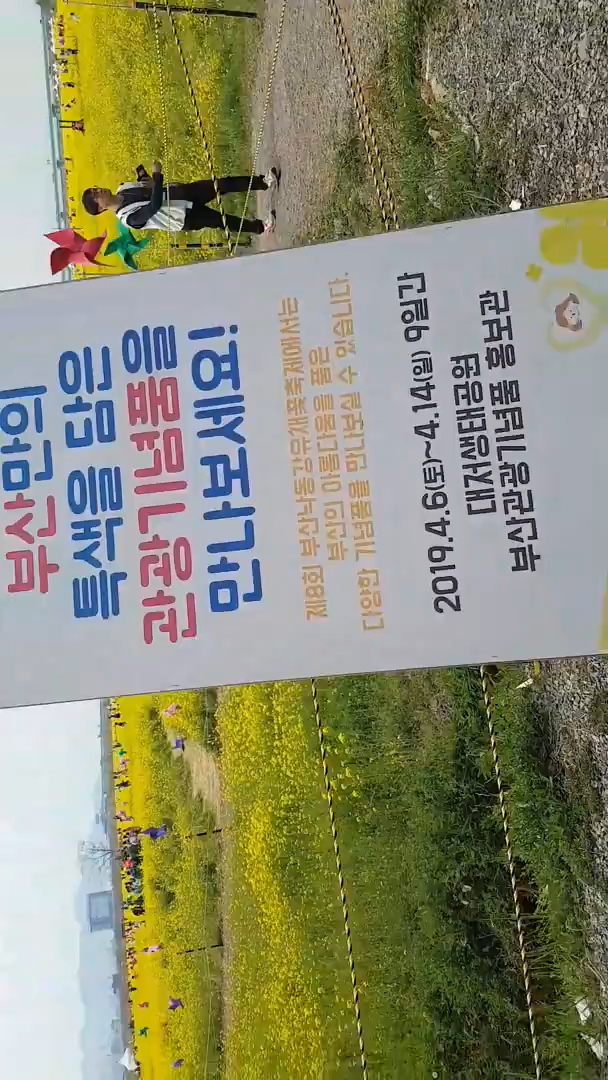 부산만의
특색을 담은
관광기념품을
만나보세요!
제8회 부산낙동강유채꽃축제에서는
부산의 아름다움을 품은
다양한 기념품을 만나보실 수 있습니다.
2019.4.6(토)~4.14(일) 9일간
대저생태공원
부산관광기념품 홍보관